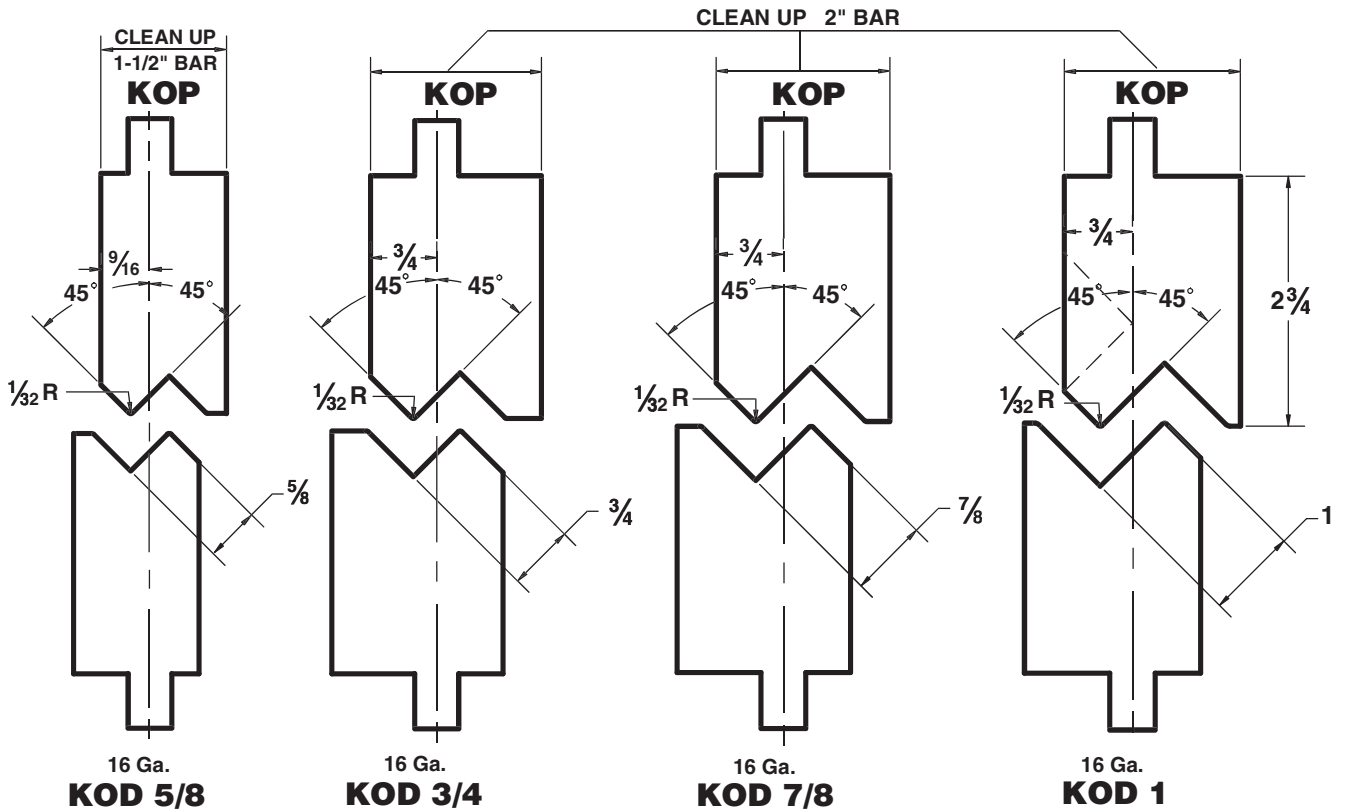 CLEAN UP 2" BAR
CLEAN UP
1-1/2" BAR
KOP
KOP
KOP
KOP
9/16
3/4
3/4
3/4
45° 45°
45° 45°
45° 45°
45° 45°
2 3/4
1/32 R
1/32 R
1/32 R
1/32 R
5/8
3/4
7/8
1
16 Ga.
KOD 5/8
16 Ga.
KOD 3/4
16 Ga.
KOD 7/8
16 Ga.
KOD 1